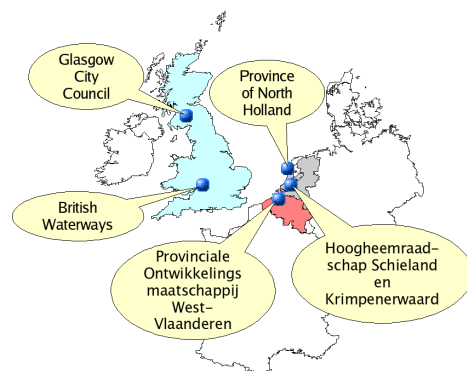 Glasgow
City
Council
Province
of North
Holland
British
Waterways
Provinciale
Ontwikkelings
maatschappij
West-
Vlaanderen
Hoogheemraad-
schap Schieland
en
Krimpenerwaard